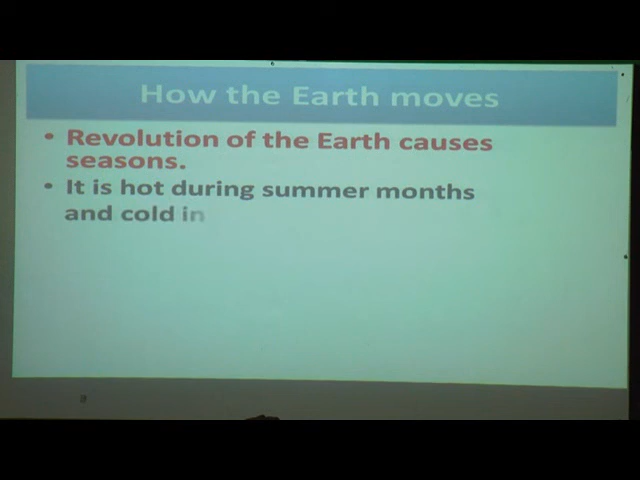 How the Earth moves
• Revolution of the Earth causes
seasons.
• It is hot during summer months
and cold in